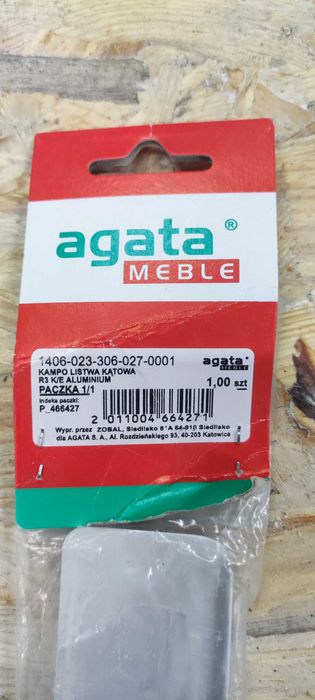 agata®
MEBLE
1406-023-306-027-0001
KAMPO LISTWA KĄTOWA
R3 K/E ALUMINIUM
PACZKA 1/1
Indeks paczki:
P_466427
agata
MEBLE
1,00 szt
2 011004 664271
Wypr. przez ZOBAL, Siedlisko 81A 64-910 Siedlisko
dla AGATA S. A., Al. Rozdzieńskiego 93, 40-203 Katowice